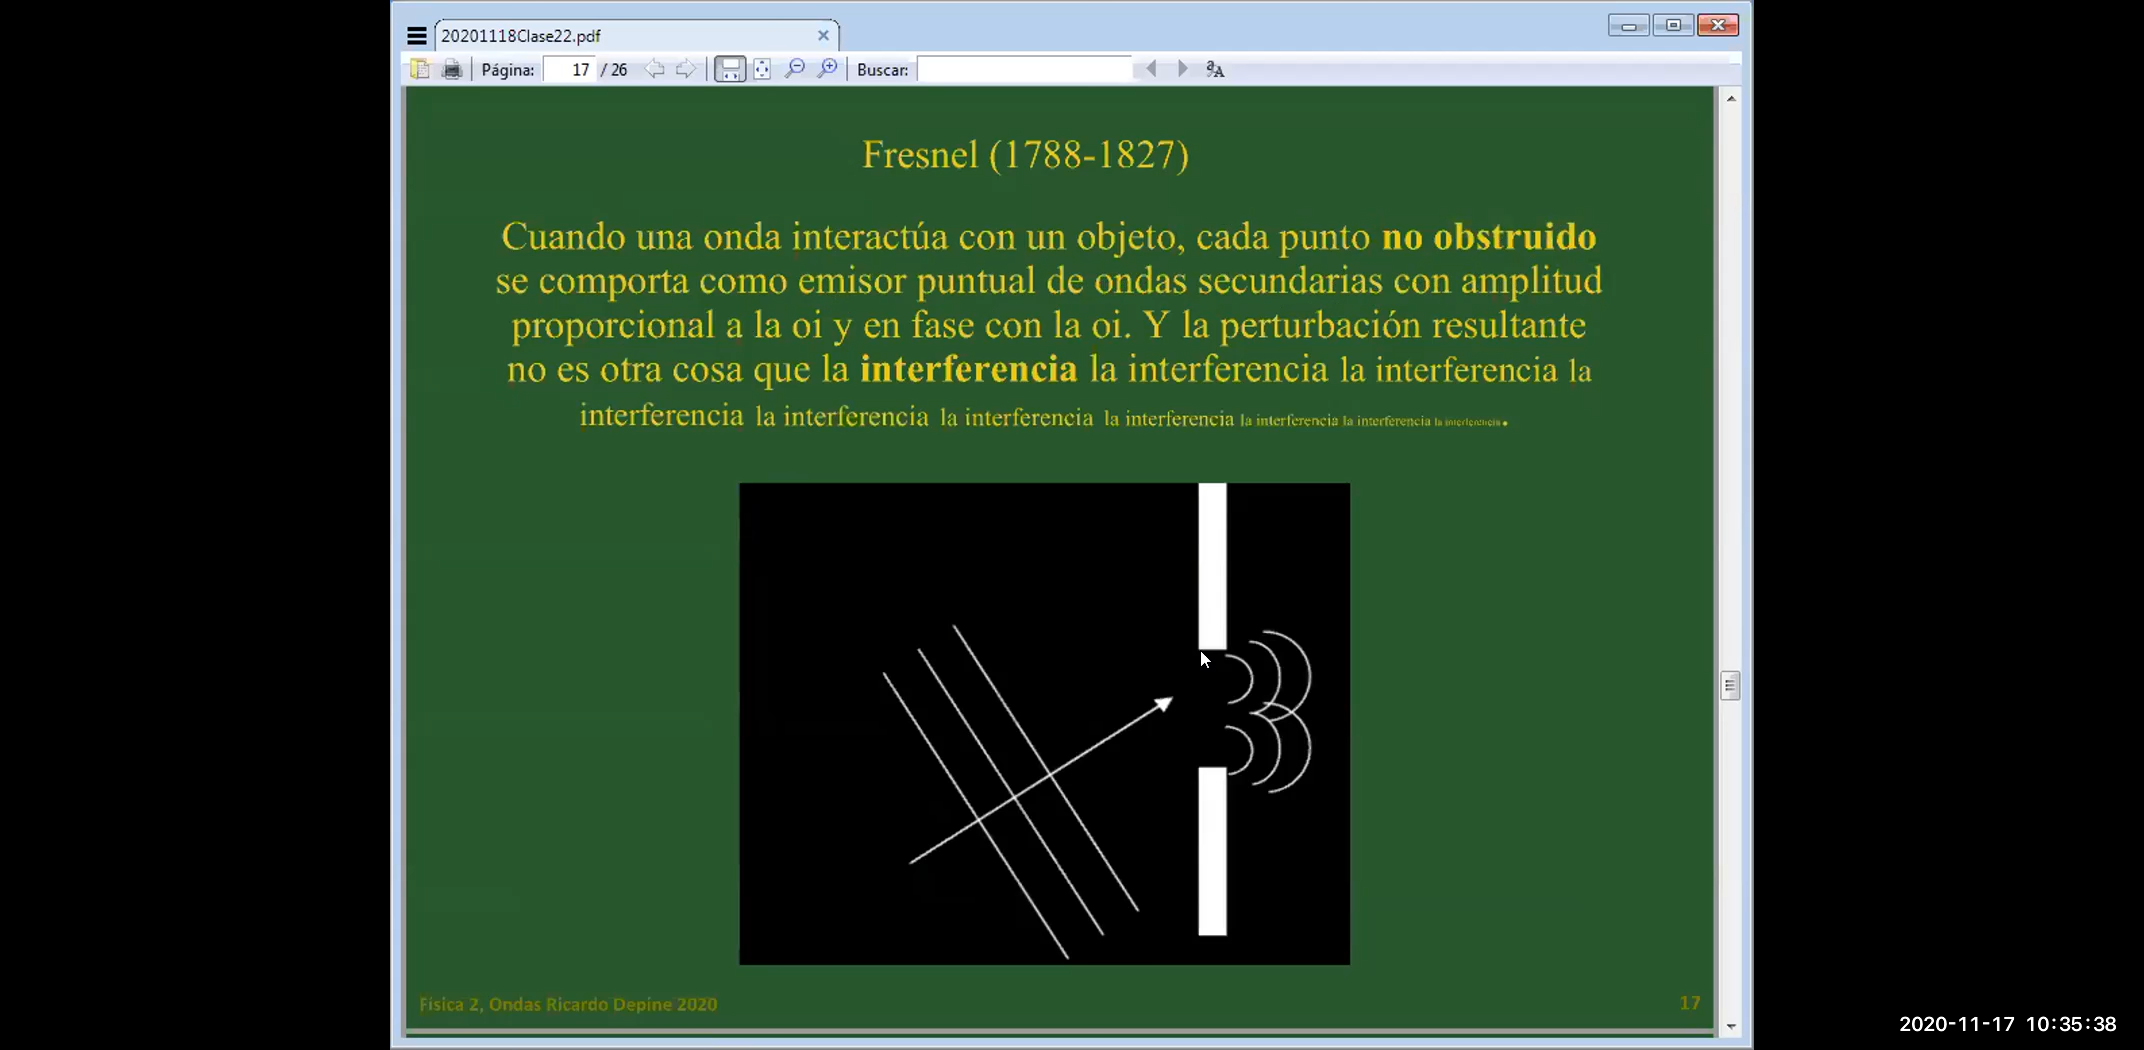 20201118Clase22.pdf
Página: 17 / 26 Buscar:
Fresnel (1788-1827)
Cuando una onda interactúa con un objeto, cada punto no obstruido
se comporta como emisor puntual de ondas secundarias con amplitud
proporcional a la oi y en fase con la oi. Y la perturbación resultante
no es otra cosa que la interferencia la interferencia la interferencia la
interferencia la interferencia la interferencia la interferencia la interferencia la interferencia la interferencia.
Física 2, Ondas Ricardo Depine 2020
17
2020-11-17 10:35:38